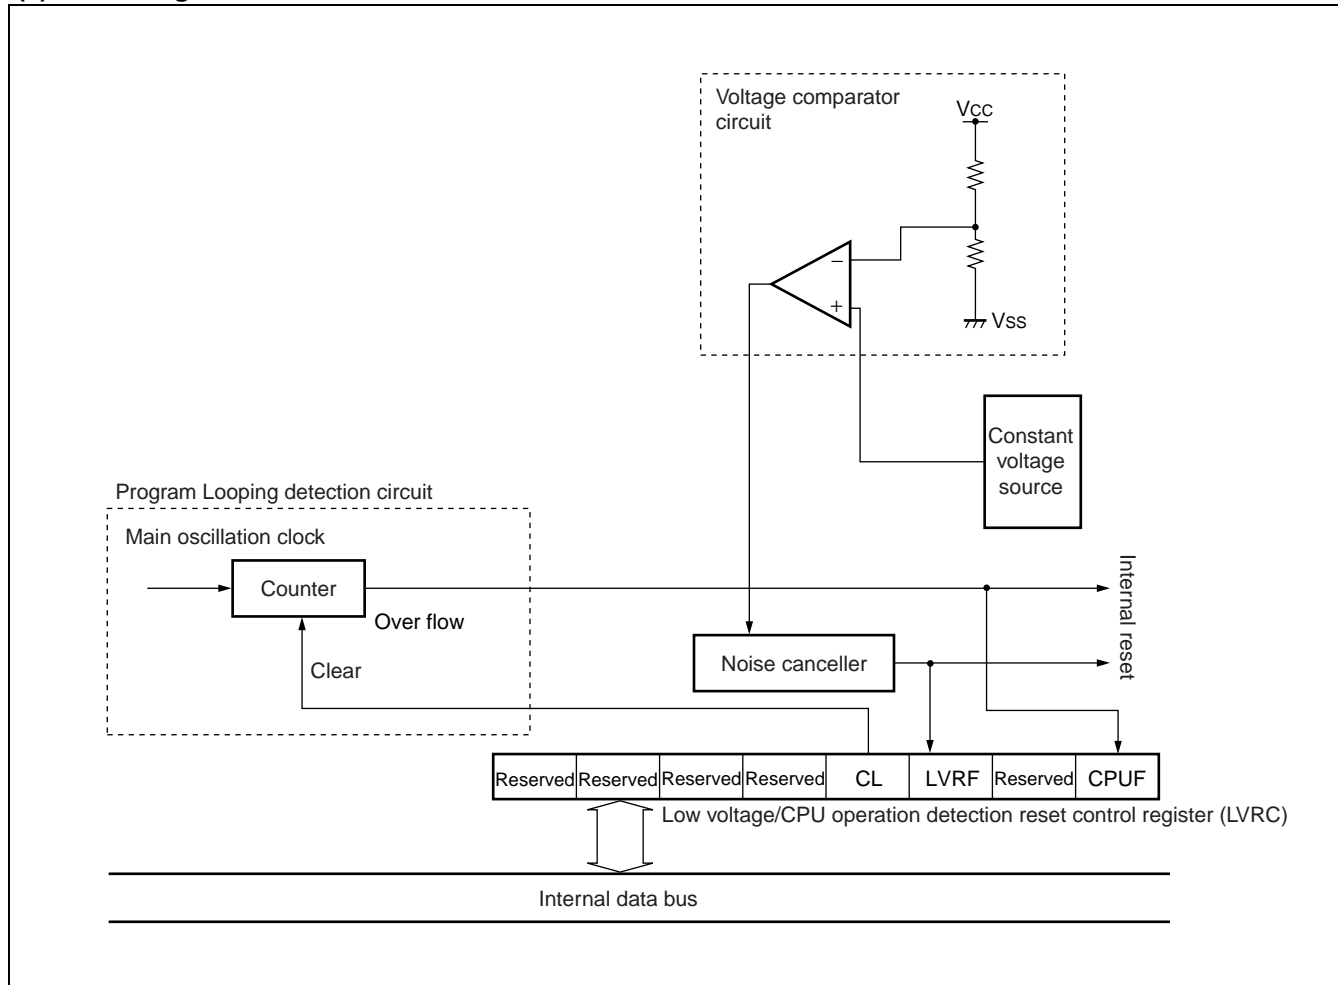 Voltage comparator
circuit
VCC
−
+
VSS
Constant
voltage
source
Program Looping detection circuit
Main oscillation clock
Counter
Over flow
Clear
Noise canceller
Internal reset
Reserved Reserved Reserved Reserved CL LVRF Reserved CPUF
Low voltage/CPU operation detection reset control register (LVRC)
Internal data bus